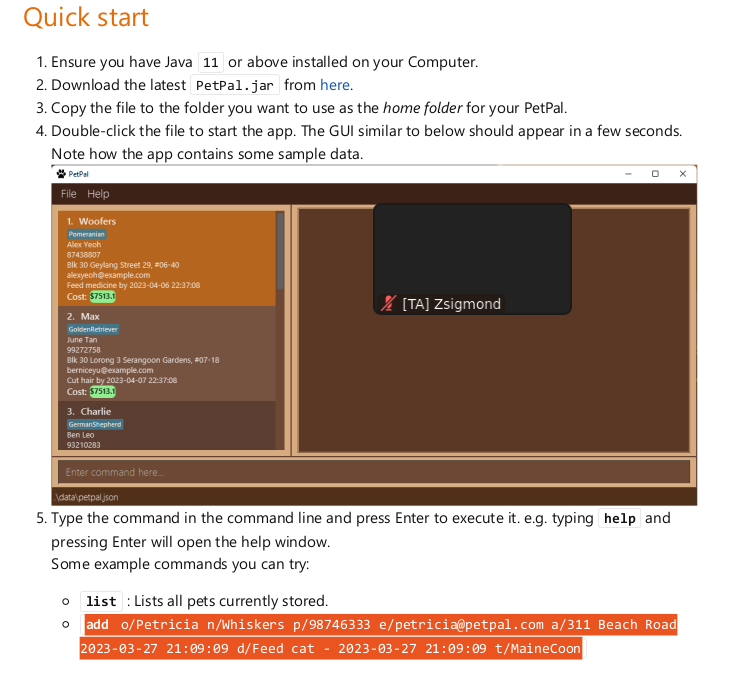 Quick start
1. Ensure you have Java 11 or above installed on your Computer.
2. Download the latest PetPal.jar from here.
3. Copy the file to the folder you want to use as the home folder for your PetPal.
4. Double-click the file to start the app. The GUI similar to below should appear in a few seconds.
Note how the app contains some sample data.
PetPal
File Help
1. Woofers
Pomeranian
Alex Yeoh
87438807
Blk 30 Geylang Street 29, #06-40
alexyeoh@example.com
Feed medicine by 2023-04-06 22:37:08
Cost: $7513.1
2. Max
GoldenRetriever
June Tan
99272758
Blk 30 Lorong 3 Serangoon Gardens, #07-18
berniceyu@example.com
Cut hair by 2023-04-07 22:37:08
Cost: $7513.1
3. Charlie
GermanShepherd
Ben Leo
93210283
[TA] Zsigmond
Enter command here...
\data\petpal.json
5. Type the command in the command line and press Enter to execute it. e.g. typing help and
pressing Enter will open the help window.
Some example commands you can try:
list : Lists all pets currently stored.
add o/Petricia n/Whiskers p/98746333 e/petricia@petpal.com a/311 Beach Road
2023-03-27 21:09:09 d/Feed cat - 2023-03-27 21:09:09 t/MaineCoon